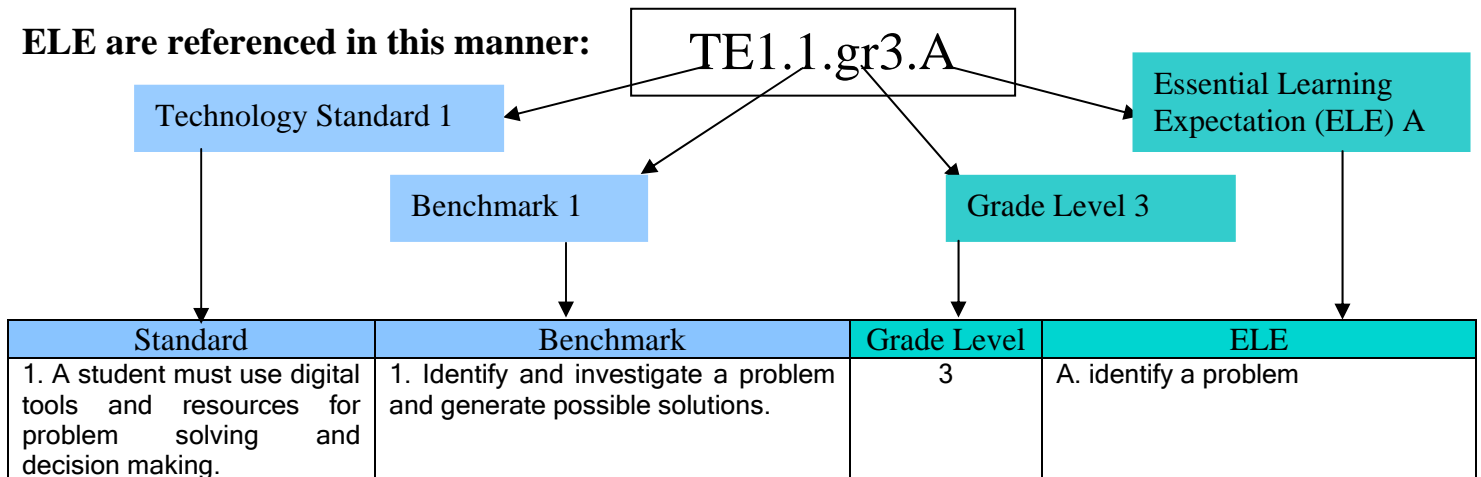 ELE are referenced in this manner:
TE1.1.gr3.A
Technology Standard 1
Essential Learning
Expectation (ELE) A
Benchmark 1
Grade Level 3
Standard
Benchmark
Grade Level
ELE
1. A student must use digital
tools and resources for
problem solving and
decision making.
1. Identify and investigate a problem
and generate possible solutions.
3
A. identify a problem